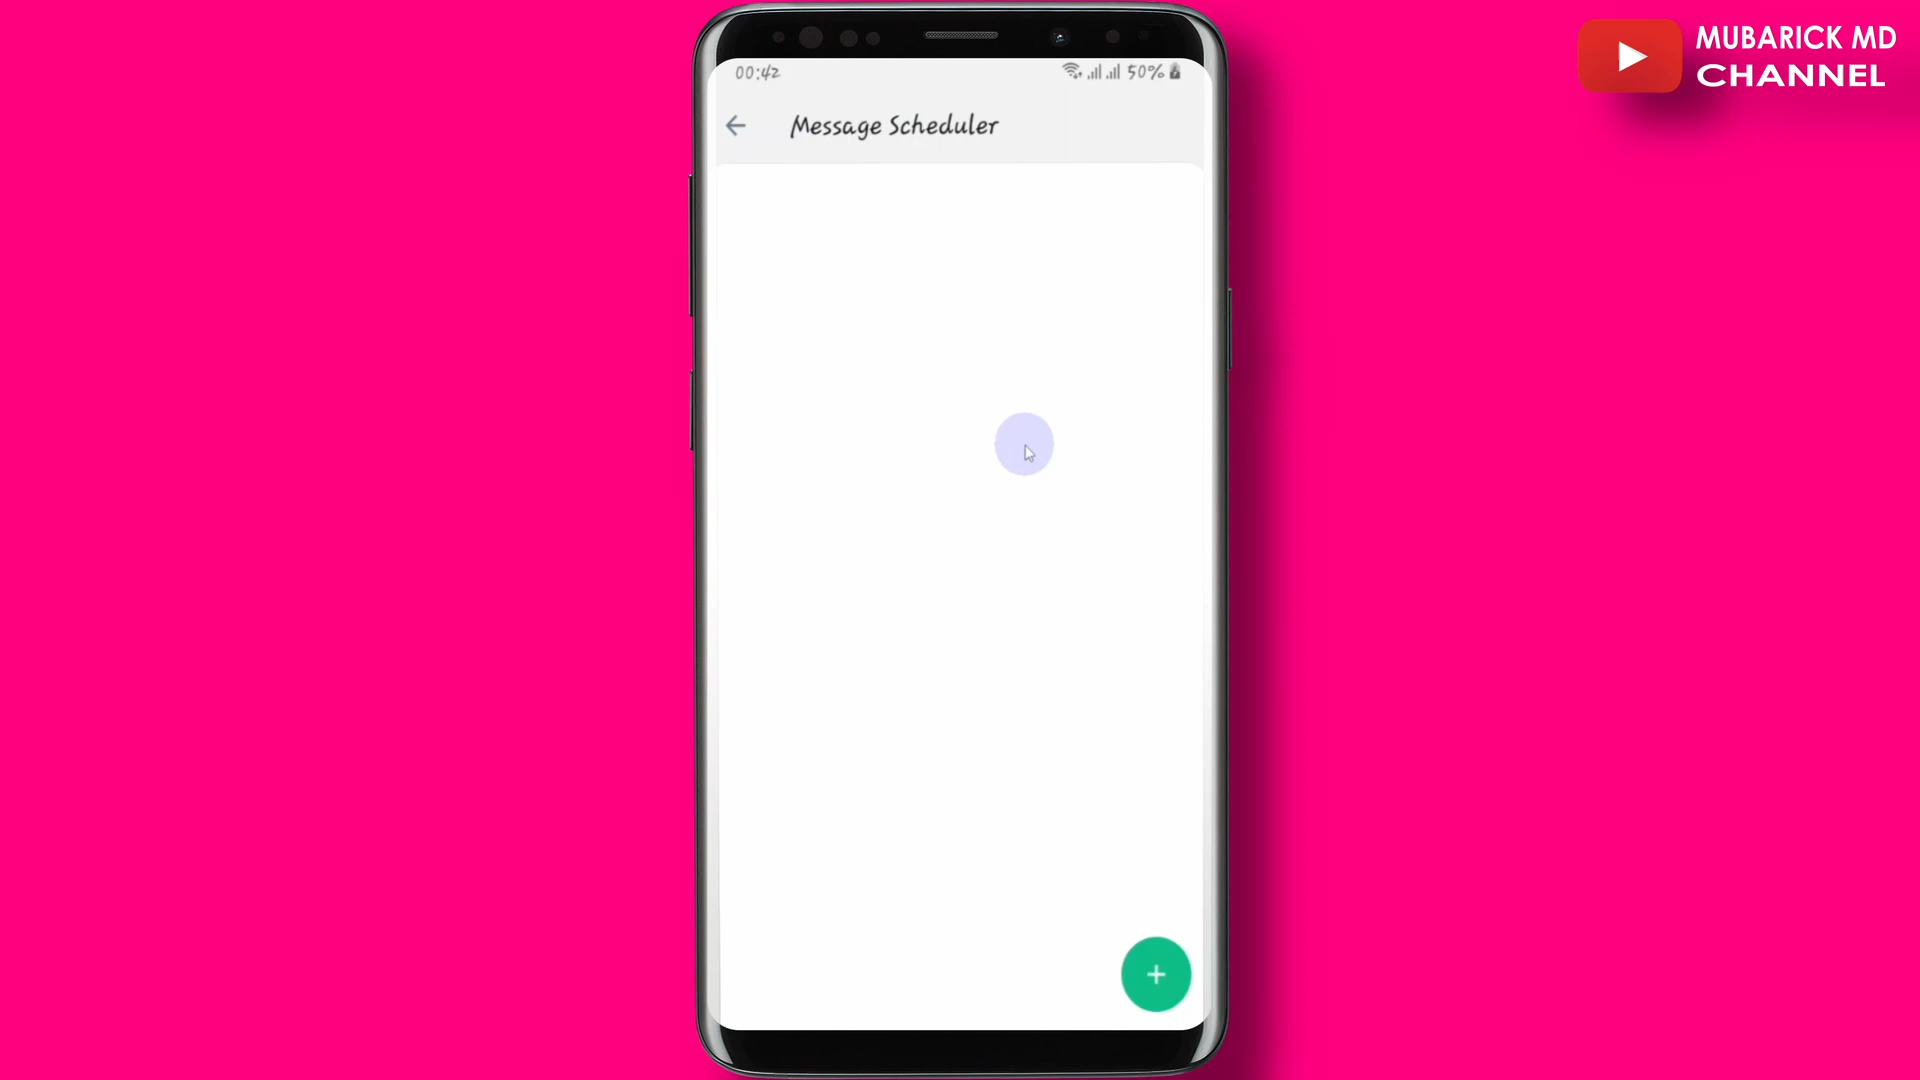 MUBARICK MD
CHANNEL
00:42
50%
Message Scheduler
+